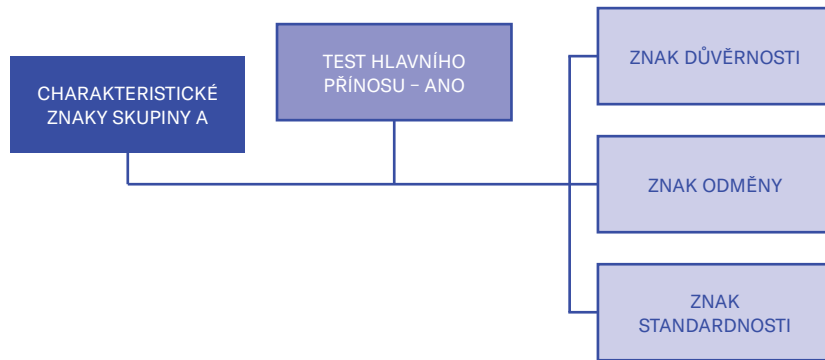 CHARAKTERISTICKÉ
ZNAKY SKUPINY A
TEST HLAVNÍHO
PŘÍNOSU – ANO
ZNAK DŮVĚRNOSTI
ZNAK ODMĚNY
ZNAK
STANDARDNOSTI